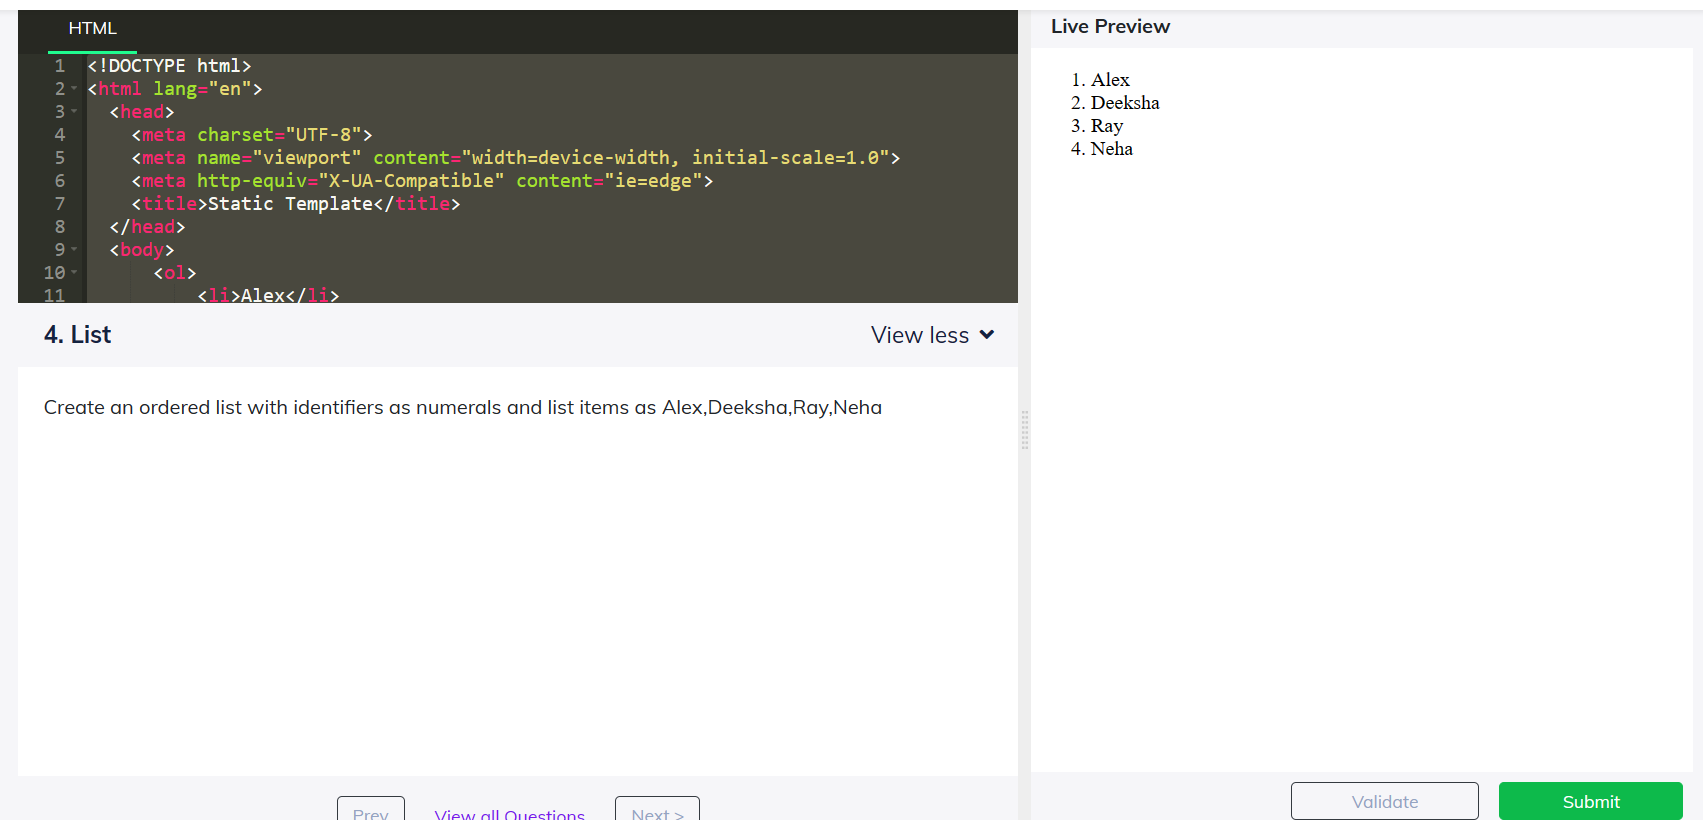 HTML
1 <!DOCTYPE html>
2 <html lang="en">
3 <head>
4 <meta charset="UTF-8">
5 <meta name="viewport" content="width=device-width, initial-scale=1.0">
6 <meta http-equiv="X-UA-Compatible" content="ie=edge">
7 <title>Static Template</title>
8 </head>
9 <body>
10 <ol>
11 <li>Alex</li>
4. List
View less
Create an ordered list with identifiers as numerals and list items as Alex,Deeksha,Ray,Neha
Prev
View all Questions
Next >
Live Preview
1. Alex
2. Deeksha
3. Ray
4. Neha
Validate
Submit